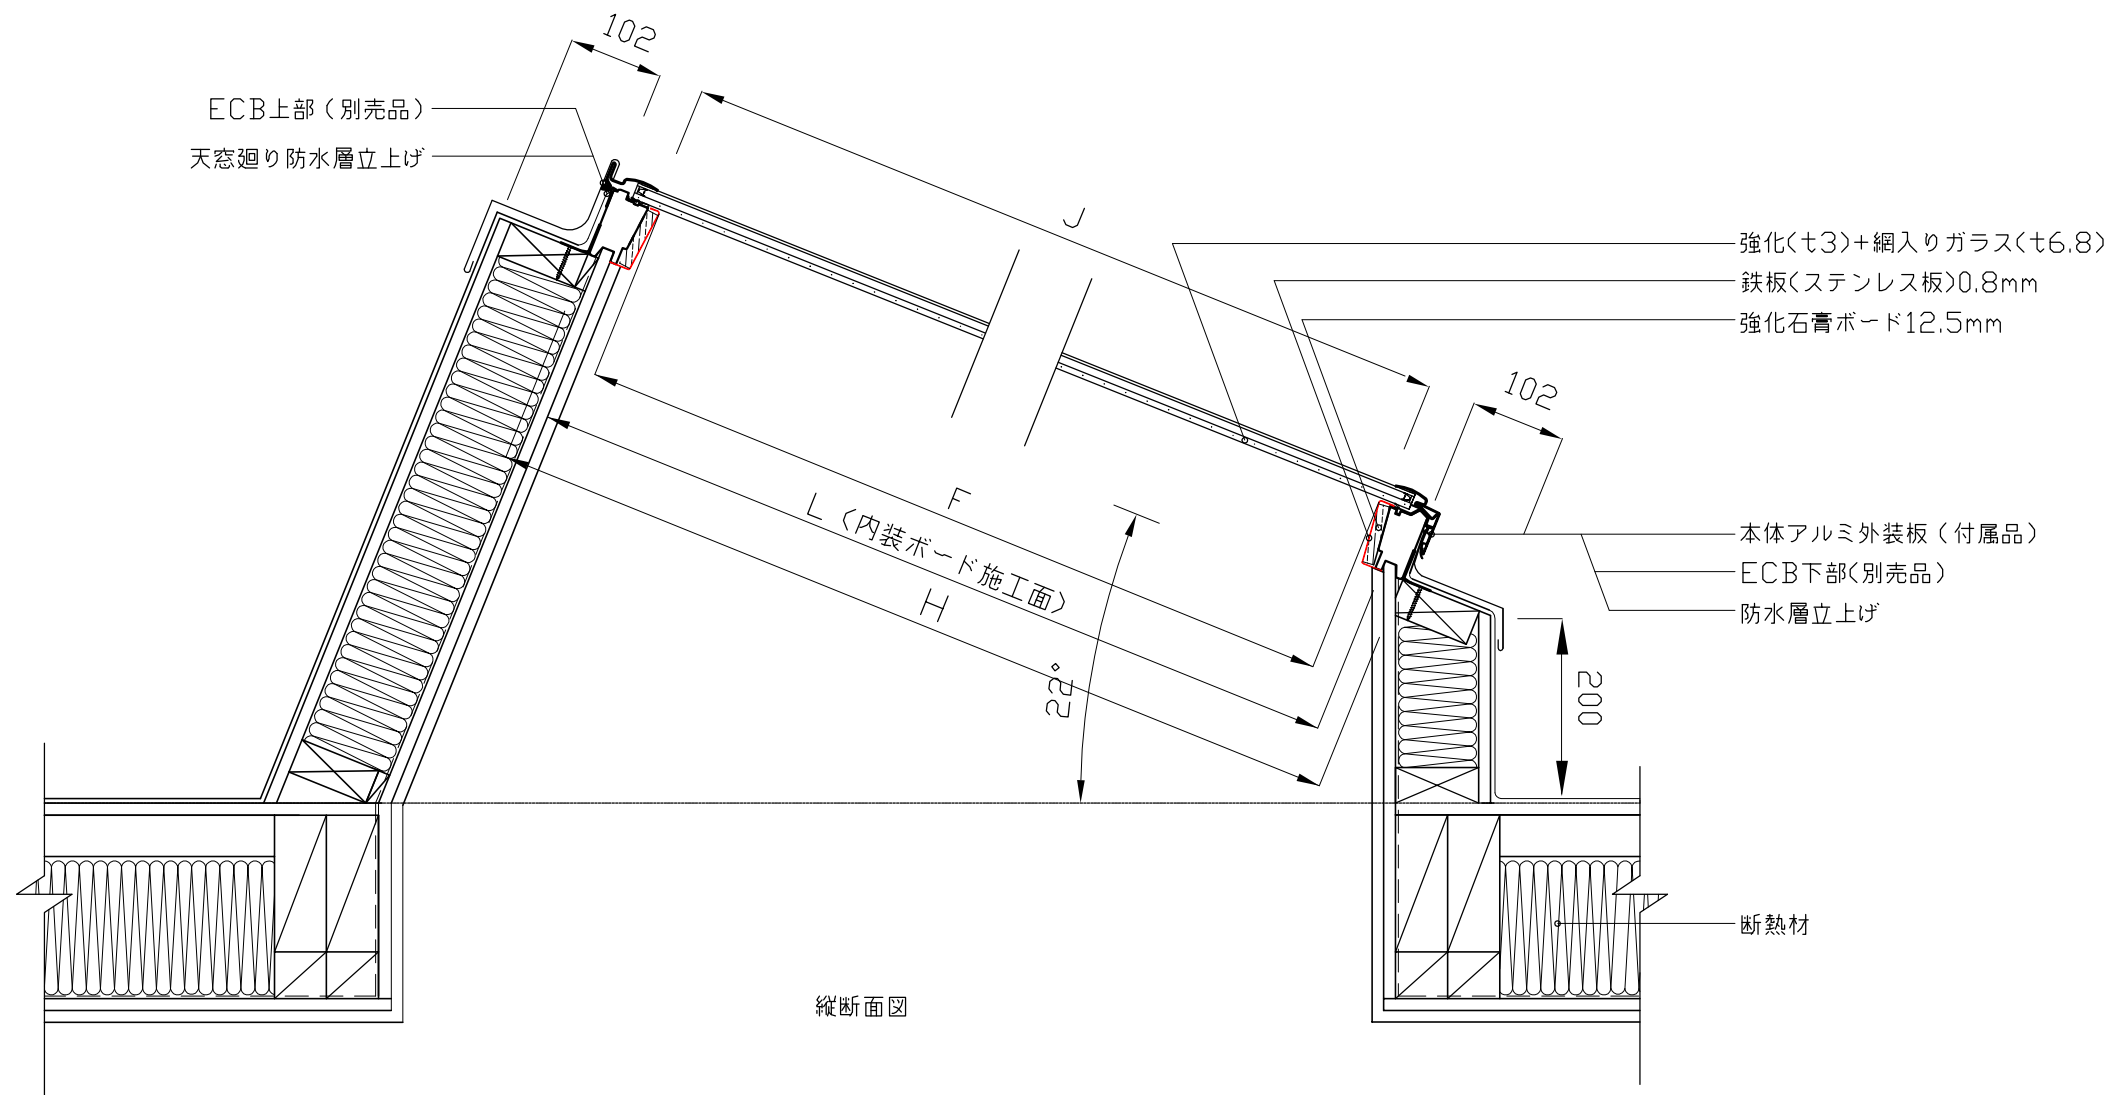 102
ECB上部（別売品）
天窓廻り防水層立上げ
J
強化(t3)+網入りガラス(t6.8)
鉄板(ステンレス板)0.8mm
強化石膏ボード12.5mm
102
F
L（内装ボード施工面）
H
22°
本体アルミ外装板（付属品）
ECB下部(別売品)
防水層立上げ
200
断熱材
縦断面図